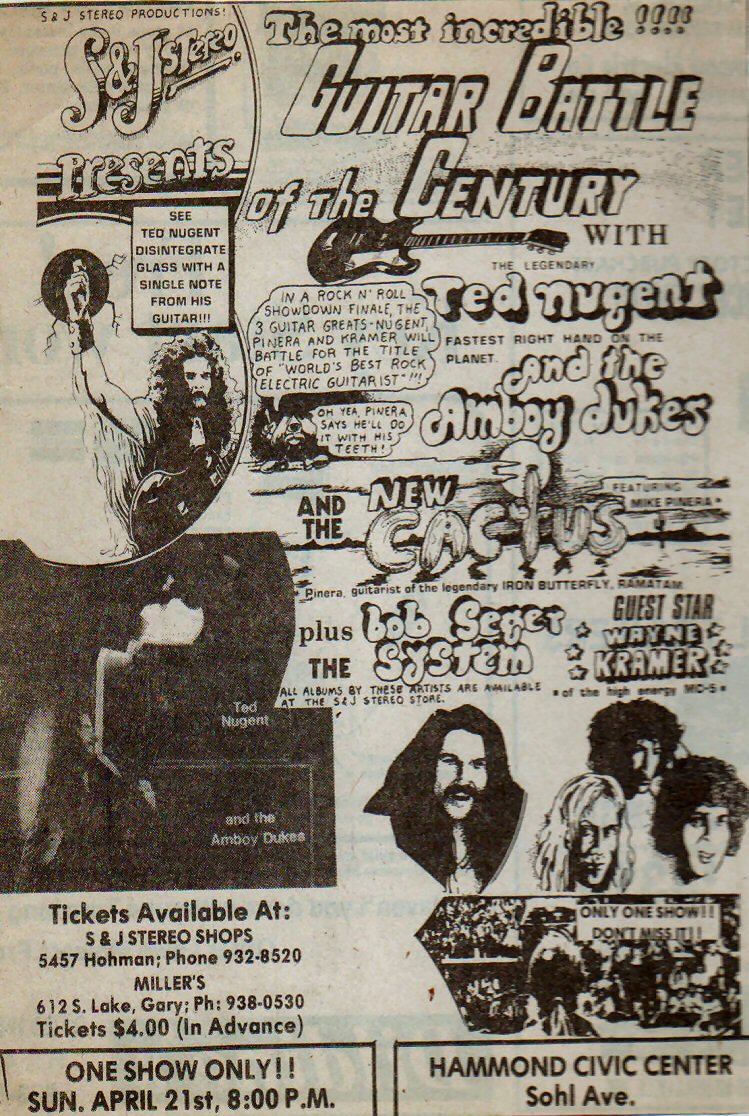 S & J STEREO PRODUCTIONS!
S&J STEREO
Presents
The most incredible !!!!
GUITAR BATTLE
of The CENTURY
WITH
SEE
TED NUGENT
DISINTEGRATE
GLASS WITH A
SINGLE NOTE
FROM HIS
GUITAR!!!
THE LEGENDARY
Ted nugent
FASTEST RIGHT HAND ON THE
PLANET.
and the
Amboy dukes
IN A ROCK N' ROLL
SHOWDOWN FINALE, THE
3 GUITAR GREATS-NUGENT,
PINERA AND KRAMER WILL
BATTLE FOR THE TITLE
OF "WORLD'S BEST ROCK
ELECTRIC GUITARIST"!!!
OH YEA, PINERA
SAYS HE'LL DO
IT WITH HIS
TEETH!
AND
THE
NEW
CACTUS
FEATURING
MIKE PINERA*
* Pinera, guitarist of the legendary IRON BUTTERFLY, RAMATAM
plus
THE
bob Seger
System
GUEST STAR
WAYNE
KRAMER
* of the high energy MC-5 *
ALL ALBUMS BY THESE ARTISTS ARE AVAILABLE
AT THE S&J STEREO STORE.
Ted
Nugent
and the
Amboy Dukes
ONLY ONE SHOW!!
DON'T MISS IT!!
Tickets Available At:
S & J STEREO SHOPS
5457 Hohman; Phone 932-8520
MILLER'S
612 S. Lake, Gary; Ph: 938-0530
Tickets $4.00 (In Advance)
ONE SHOW ONLY!!
SUN. APRIL 21st, 8:00 P.M.
HAMMOND CIVIC CENTER
Sohl Ave.